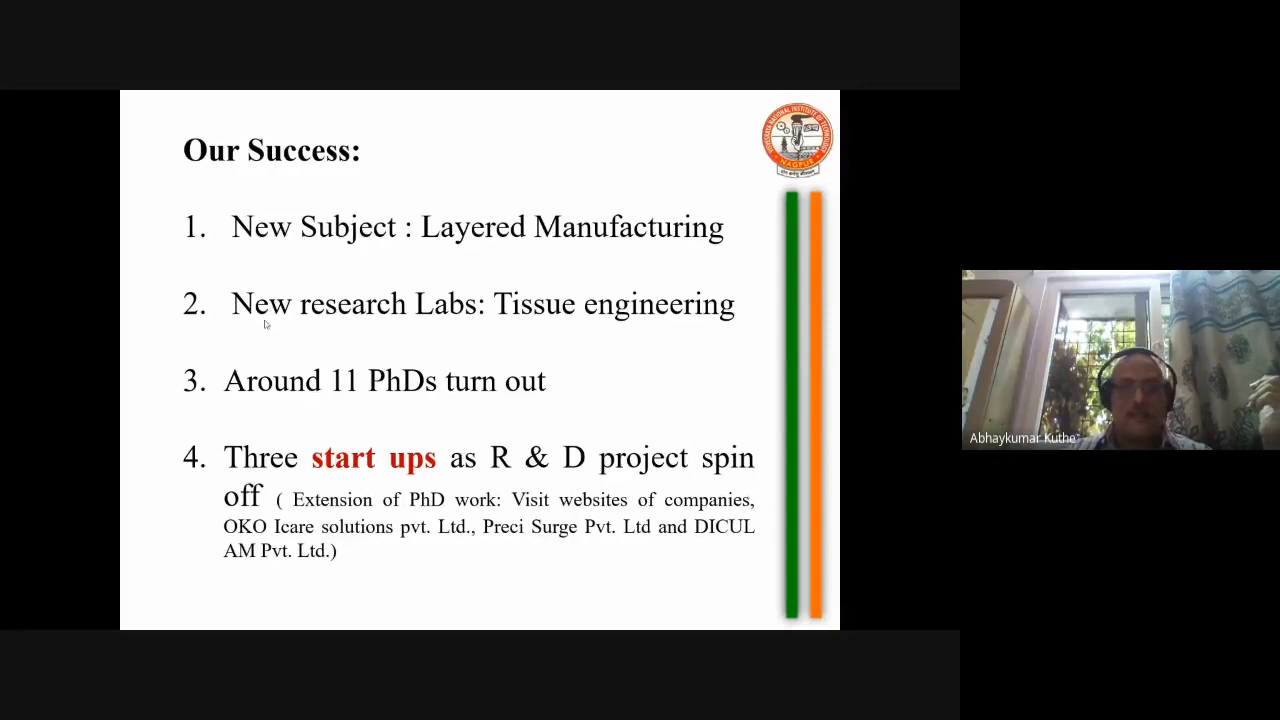 Our Success:
1. New Subject : Layered Manufacturing
2. New research Labs: Tissue engineering
3. Around 11 PhDs turn out
4. Three start ups as R & D project spin
off ( Extension of PhD work: Visit websites of companies,
OKO Icare solutions pvt. Ltd., Preci Surge Pvt. Ltd and DICUL
AM Pvt. Ltd.)
NAGPUR
Abhaykumar Kuthe